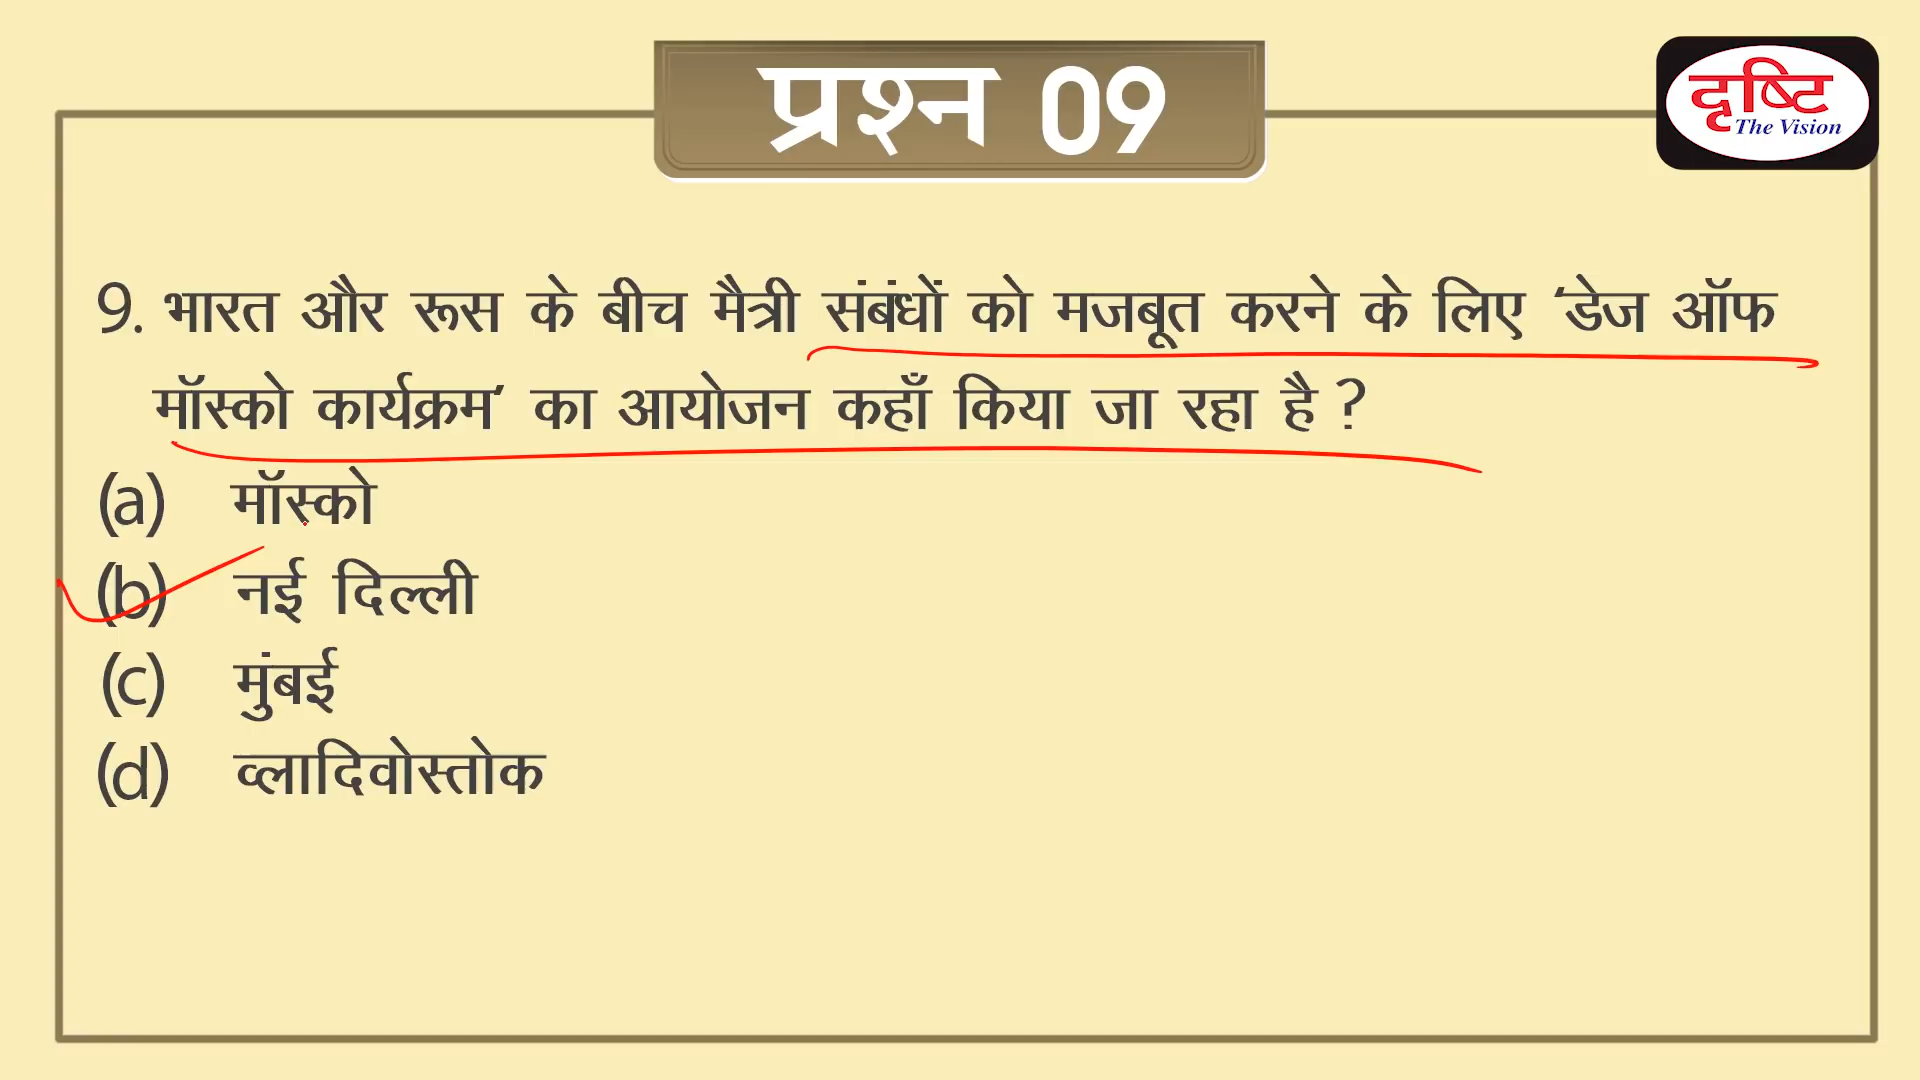 प्रश्न 09
दृष्टि
The Vision
9. भारत और रूस के बीच मैत्री संबंधों को मजबूत करने के लिए ‘डेज ऑफ
मॉस्को कार्यक्रम’ का आयोजन कहाँ किया जा रहा है ?
(a) मॉस्को
(b) नई दिल्ली
(c) मुंबई
(d) व्लादिवोस्तोक